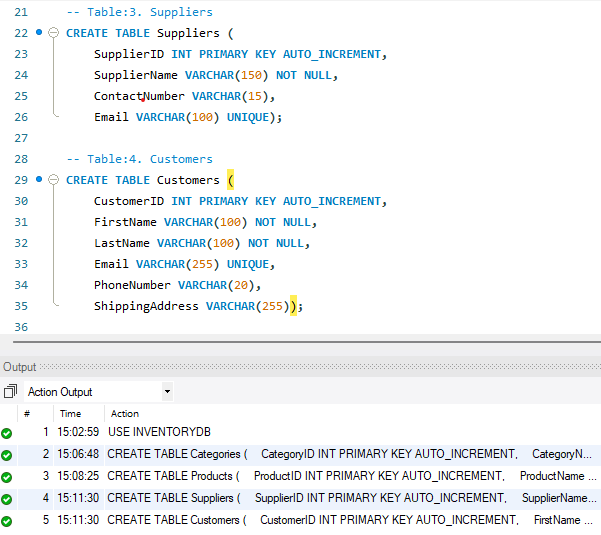 21 -- Table:3. Suppliers
22 CREATE TABLE Suppliers (
23 SupplierID INT PRIMARY KEY AUTO_INCREMENT,
24 SupplierName VARCHAR(150) NOT NULL,
25 ContactNumber VARCHAR(15),
26 Email VARCHAR(100) UNIQUE);
27
28 -- Table:4. Customers
29 CREATE TABLE Customers (
30 CustomerID INT PRIMARY KEY AUTO_INCREMENT,
31 FirstName VARCHAR(100) NOT NULL,
32 LastName VARCHAR(100) NOT NULL,
33 Email VARCHAR(255) UNIQUE,
34 PhoneNumber VARCHAR(20),
35 ShippingAddress VARCHAR(255));
36
Output
Action Output
# Time Action
1 15:02:59 USE INVENTORYDB
2 15:06:48 CREATE TABLE Categories ( CategoryID INT PRIMARY KEY AUTO_INCREMENT, CategoryN...
3 15:08:25 CREATE TABLE Products ( ProductID INT PRIMARY KEY AUTO_INCREMENT, ProductName ...
4 15:11:30 CREATE TABLE Suppliers ( SupplierID INT PRIMARY KEY AUTO_INCREMENT, SupplierName...
5 15:11:30 CREATE TABLE Customers ( CustomerID INT PRIMARY KEY AUTO_INCREMENT, FirstName ...